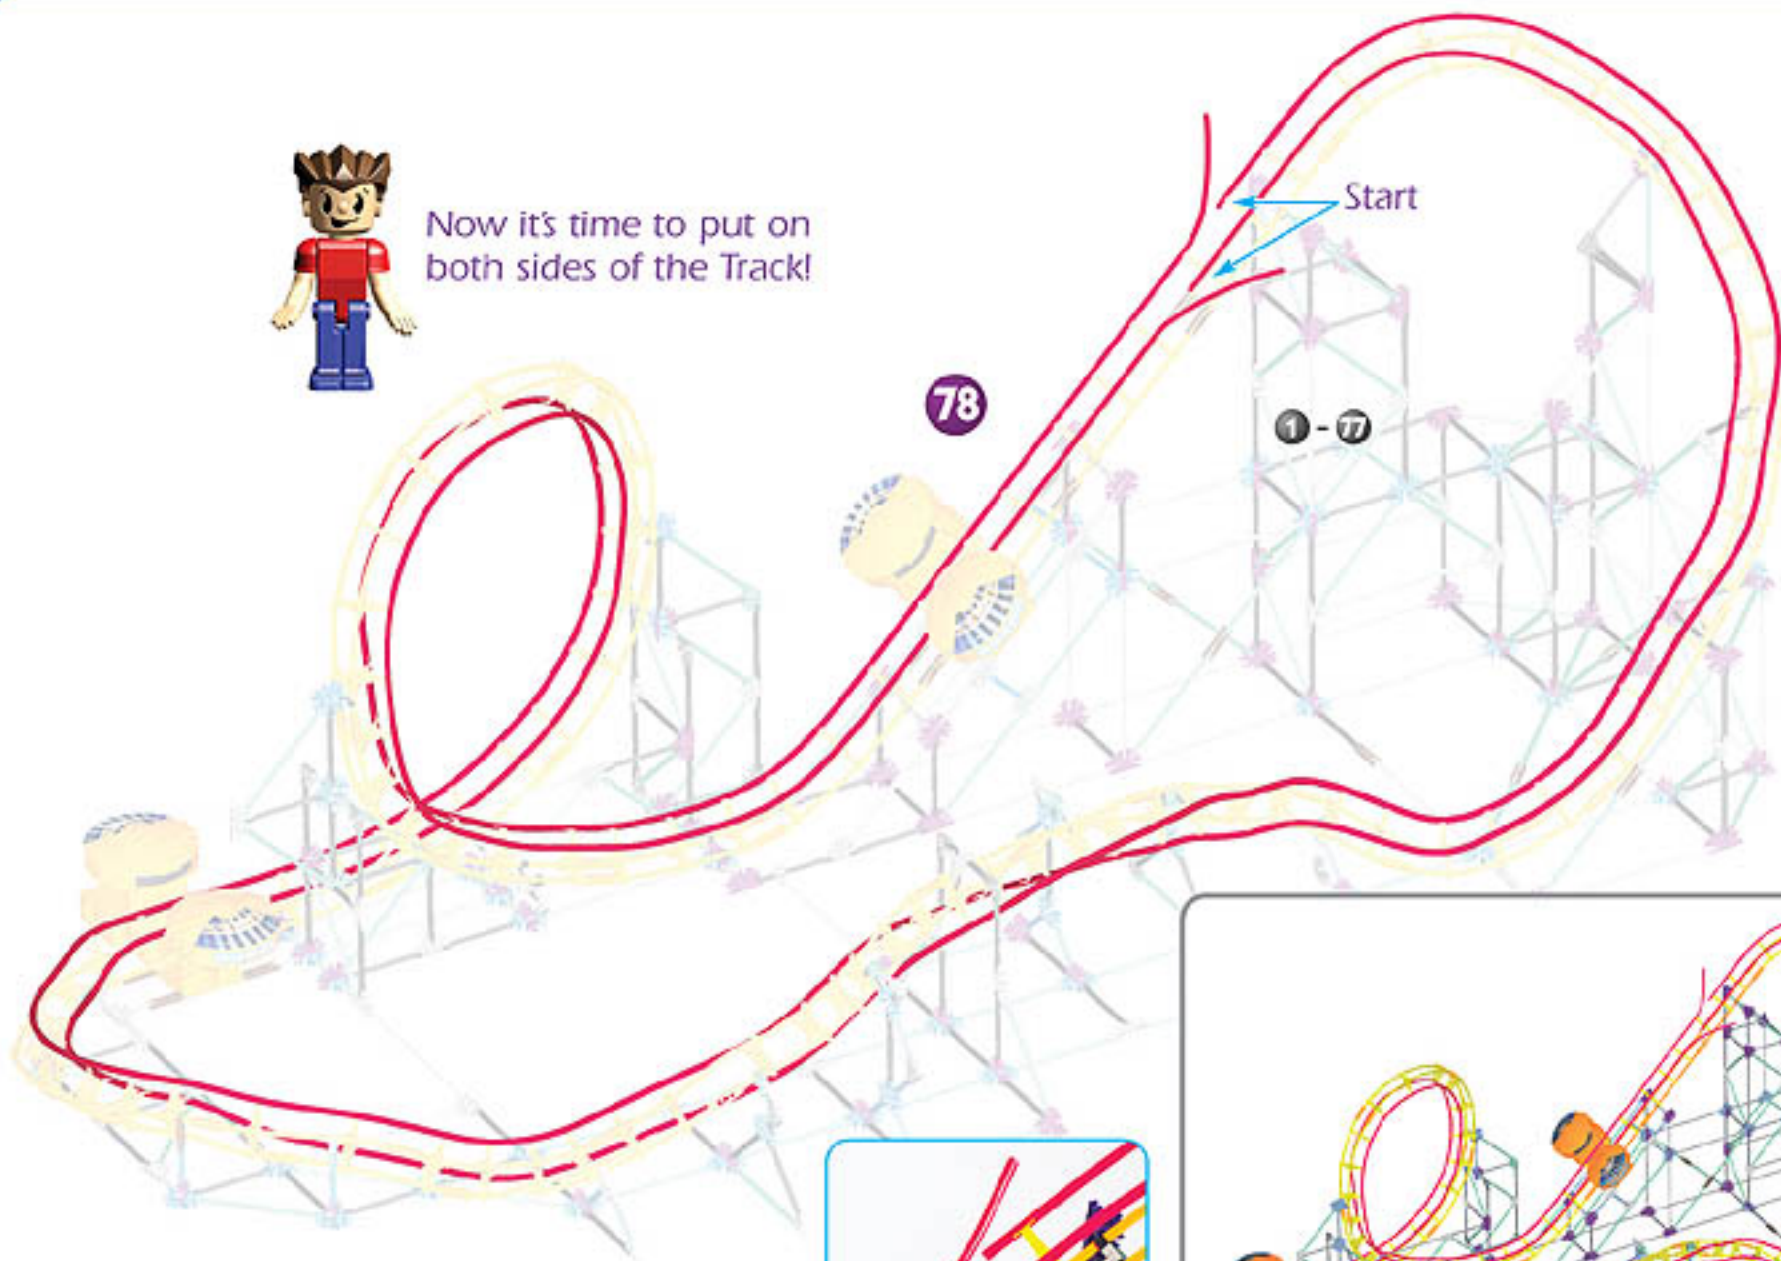 Now it's time to put on
both sides of the Track!
Start
78
1 - 77